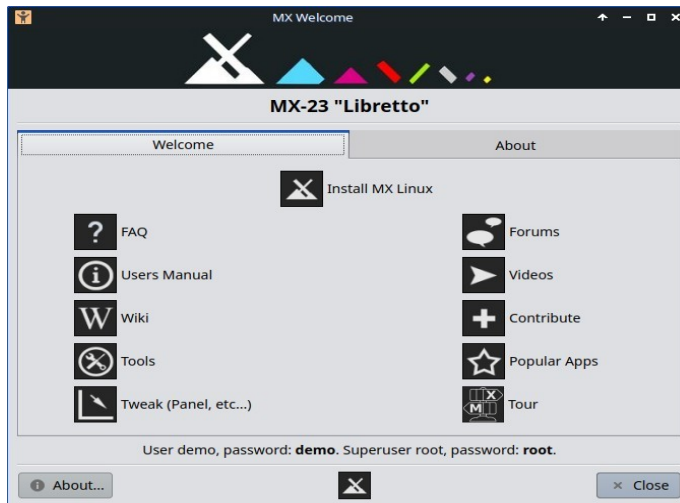 MX Welcome
MX-23 "Libretto"
Welcome About
Install MX Linux
? FAQ Forums
i Users Manual Videos
W Wiki Contribute
Tools Popular Apps
Tweak (Panel, etc...) X M Tour
User demo, password: demo. Superuser root, password: root.
About... Close